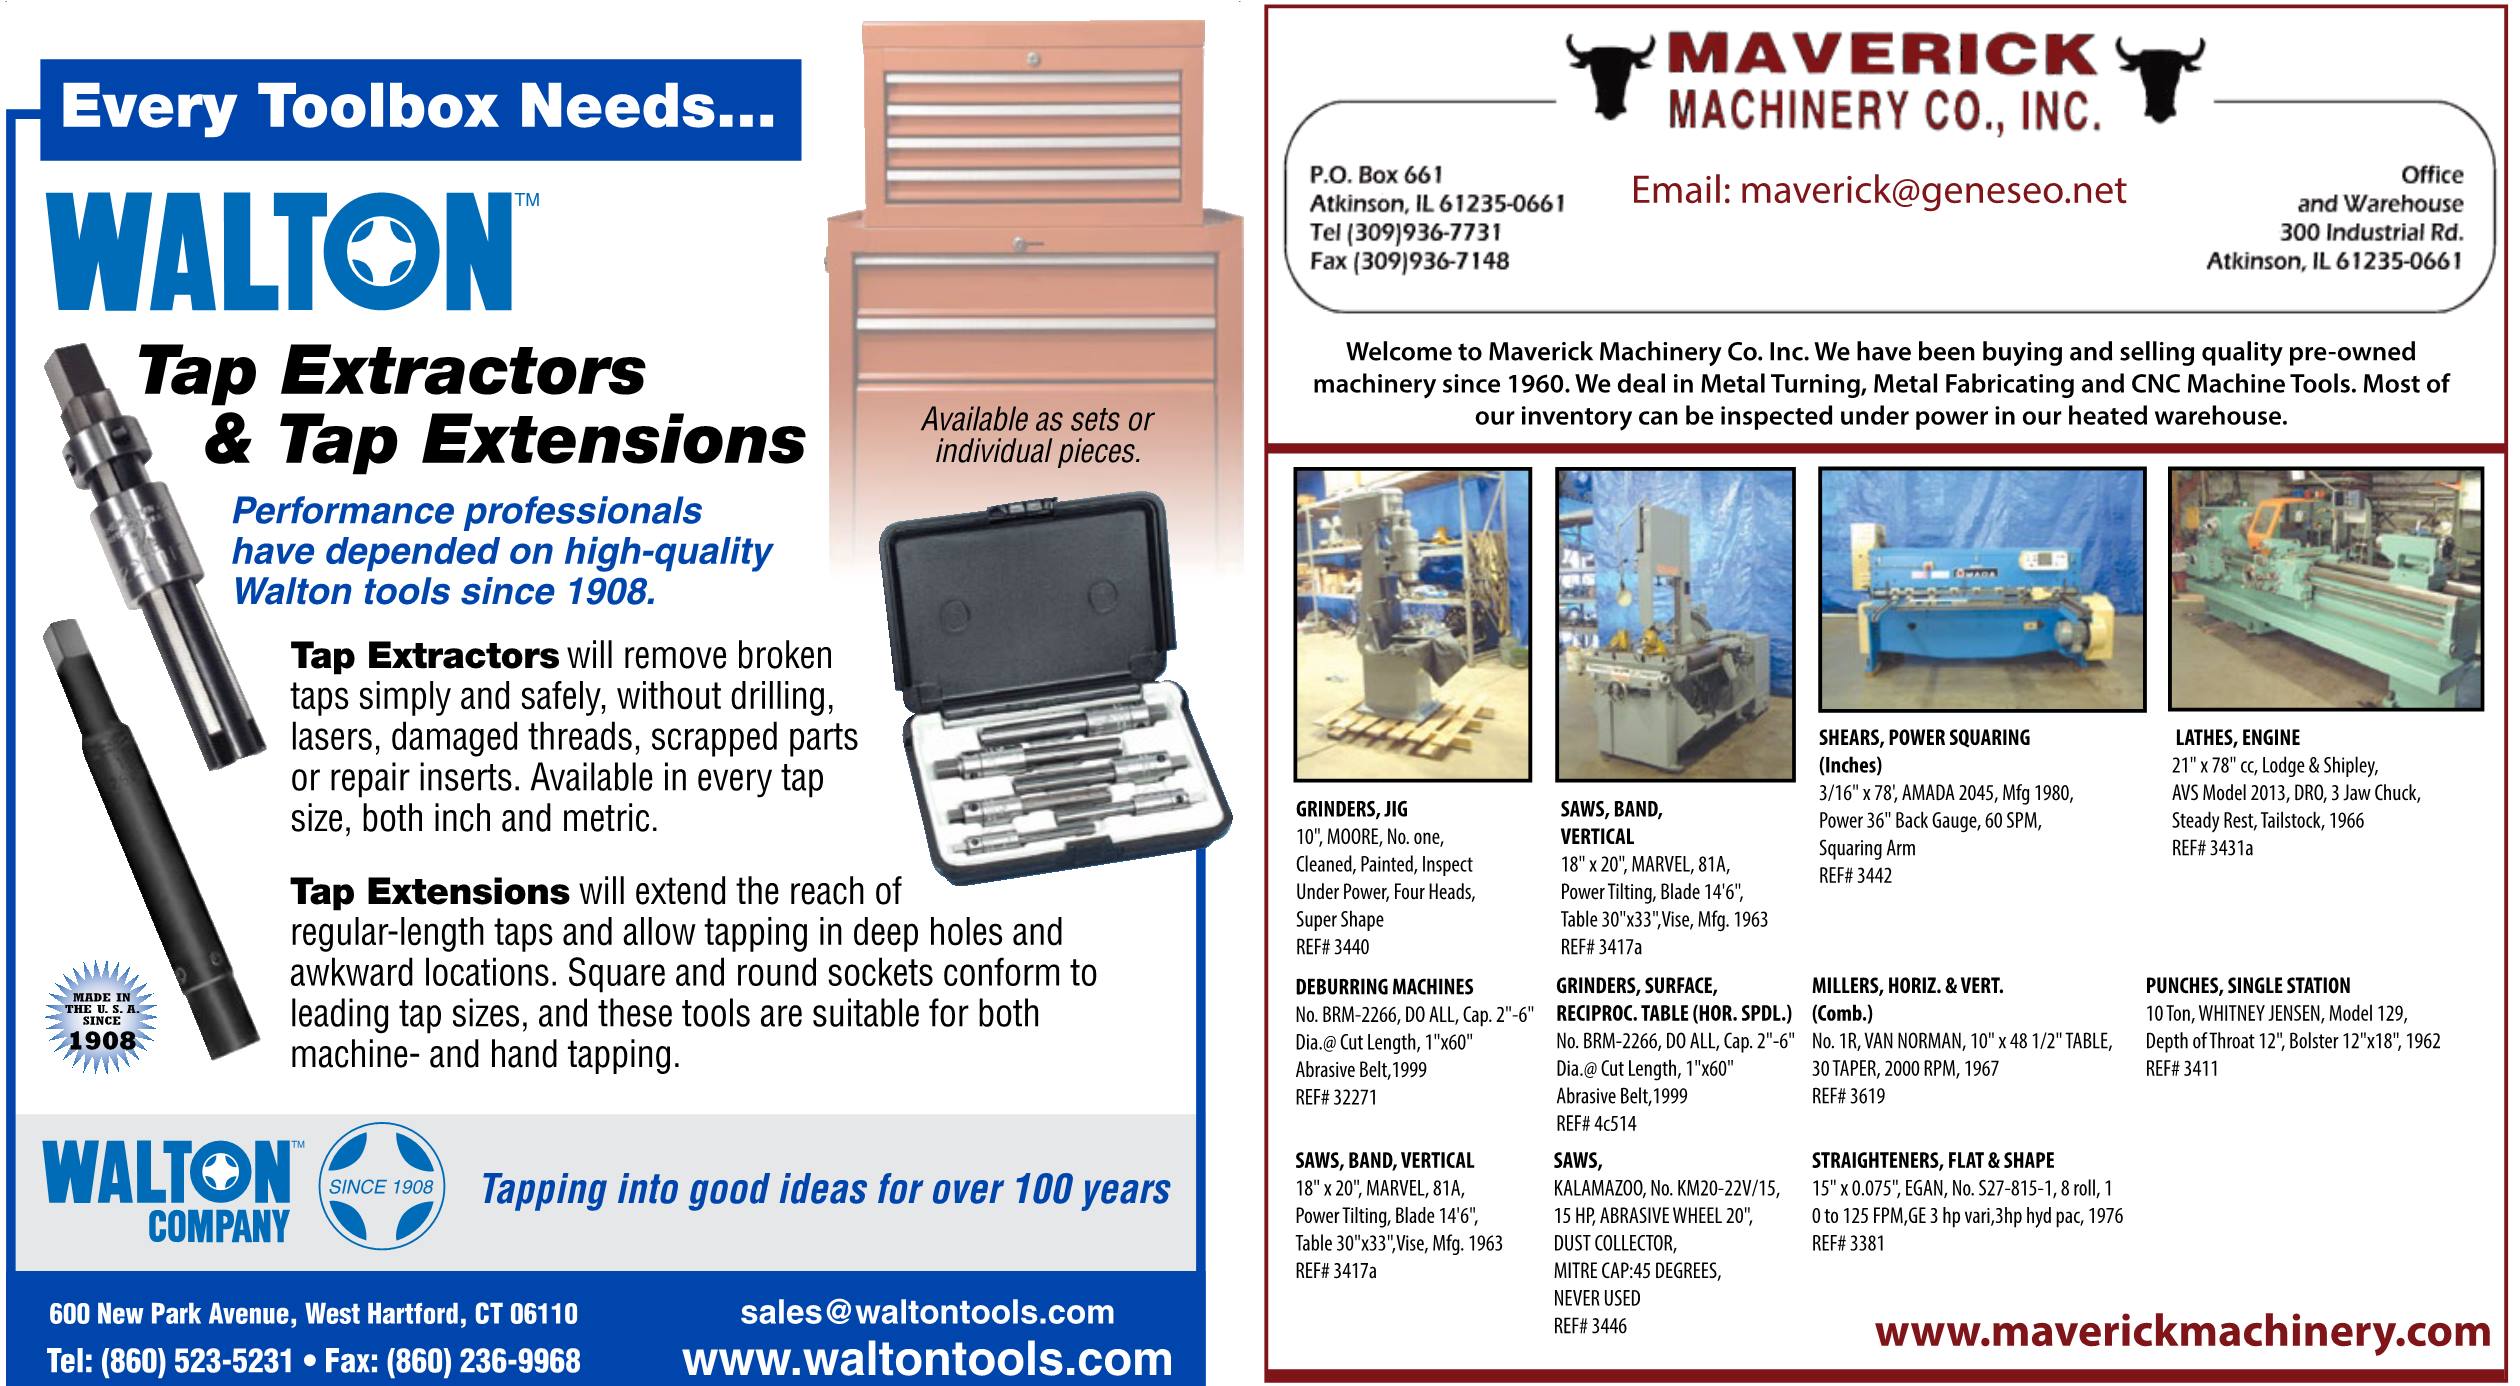 Every Toolbox Needs...
WALTON™
Tap Extractors
& Tap Extensions
Available as sets or
individual pieces.
Performance professionals
have depended on high-quality
Walton tools since 1908.
Tap Extractors will remove broken
taps simply and safely, without drilling,
lasers, damaged threads, scrapped parts
or repair inserts. Available in every tap
size, both inch and metric.
Tap Extensions will extend the reach of
regular-length taps and allow tapping in deep holes and
awkward locations. Square and round sockets conform to
leading tap sizes, and these tools are suitable for both
machine- and hand tapping.
MADE IN
THE U. S. A.
SINCE
1908
WALTON™
COMPANY
SINCE 1908
Tapping into good ideas for over 100 years
600 New Park Avenue, West Hartford, CT 06110
Tel: (860) 523-5231 • Fax: (860) 236-9968
sales@waltontools.com
www.waltontools.com
MAVERICK
MACHINERY CO., INC.
P.O. Box 661
Atkinson, IL 61235-0661
Tel (309)936-7731
Fax (309)936-7148
Email: maverick@geneseo.net
Office
and Warehouse
300 Industrial Rd.
Atkinson, IL 61235-0661
Welcome to Maverick Machinery Co. Inc. We have been buying and selling quality pre-owned
machinery since 1960. We deal in Metal Turning, Metal Fabricating and CNC Machine Tools. Most of
our inventory can be inspected under power in our heated warehouse.
AMADA
GRINDERS, JIG
10", MOORE, No. one,
Cleaned, Painted, Inspect
Under Power, Four Heads,
Super Shape
REF# 3440
SAWS, BAND,
VERTICAL
18" x 20", MARVEL, 81A,
Power Tilting, Blade 14'6",
Table 30"x33",Vise, Mfg. 1963
REF# 3417a
SHEARS, POWER SQUARING
(Inches)
3/16" x 78', AMADA 2045, Mfg 1980,
Power 36" Back Gauge, 60 SPM,
Squaring Arm
REF# 3442
LATHES, ENGINE
21" x 78" cc, Lodge & Shipley,
AVS Model 2013, DRO, 3 Jaw Chuck,
Steady Rest, Tailstock, 1966
REF# 3431a
DEBURRING MACHINES
No. BRM-2266, DO ALL, Cap. 2"-6"
Dia.@ Cut Length, 1"x60"
Abrasive Belt,1999
REF# 32271
GRINDERS, SURFACE,
RECIPROC. TABLE (HOR. SPDL.)
No. BRM-2266, DO ALL, Cap. 2"-6"
Dia.@ Cut Length, 1"x60"
Abrasive Belt,1999
REF# 4c514
MILLERS, HORIZ. & VERT.
(Comb.)
No. 1R, VAN NORMAN, 10" x 48 1/2" TABLE,
30 TAPER, 2000 RPM, 1967
REF# 3619
PUNCHES, SINGLE STATION
10 Ton, WHITNEY JENSEN, Model 129,
Depth of Throat 12", Bolster 12"x18", 1962
REF# 3411
SAWS, BAND, VERTICAL
18" x 20", MARVEL, 81A,
Power Tilting, Blade 14'6",
Table 30"x33",Vise, Mfg. 1963
REF# 3417a
SAWS,
KALAMAZOO, No. KM20-22V/15,
15 HP, ABRASIVE WHEEL 20",
DUST COLLECTOR,
MITRE CAP:45 DEGREES,
NEVER USED
REF# 3446
STRAIGHTENERS, FLAT & SHAPE
15" x 0.075", EGAN, No. S27-815-1, 8 roll, 1
0 to 125 FPM,GE 3 hp vari,3hp hyd pac, 1976
REF# 3381
www.maverickmachinery.com